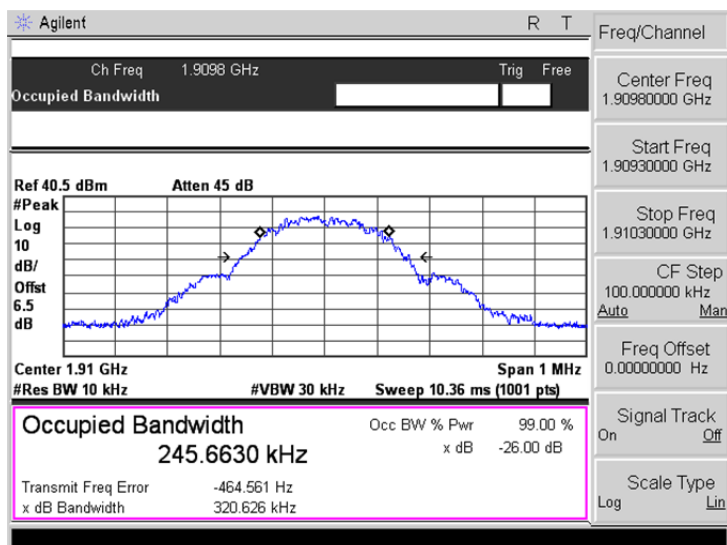 Agilent R T
Ch Freq 1.9098 GHz Trig Free
Occupied Bandwidth
Ref 40.5 dBm Atten 45 dB
#Peak
Log
10
dB/
Offst
6.5
dB
Center 1.91 GHz Span 1 MHz
#Res BW 10 kHz #VBW 30 kHz Sweep 10.36 ms (1001 pts)
Occupied Bandwidth Occ BW % Pwr 99.00 %
245.6630 kHz x dB -26.00 dB
Transmit Freq Error -464.561 Hz
x dB Bandwidth 320.626 kHz
Freq/Channel
Center Freq
1.90980000 GHz
Start Freq
1.90930000 GHz
Stop Freq
1.91030000 GHz
CF Step
100.000000 kHz
Auto Man
Freq Offset
0.00000000 Hz
Signal Track
On Off
Scale Type
Log Lin